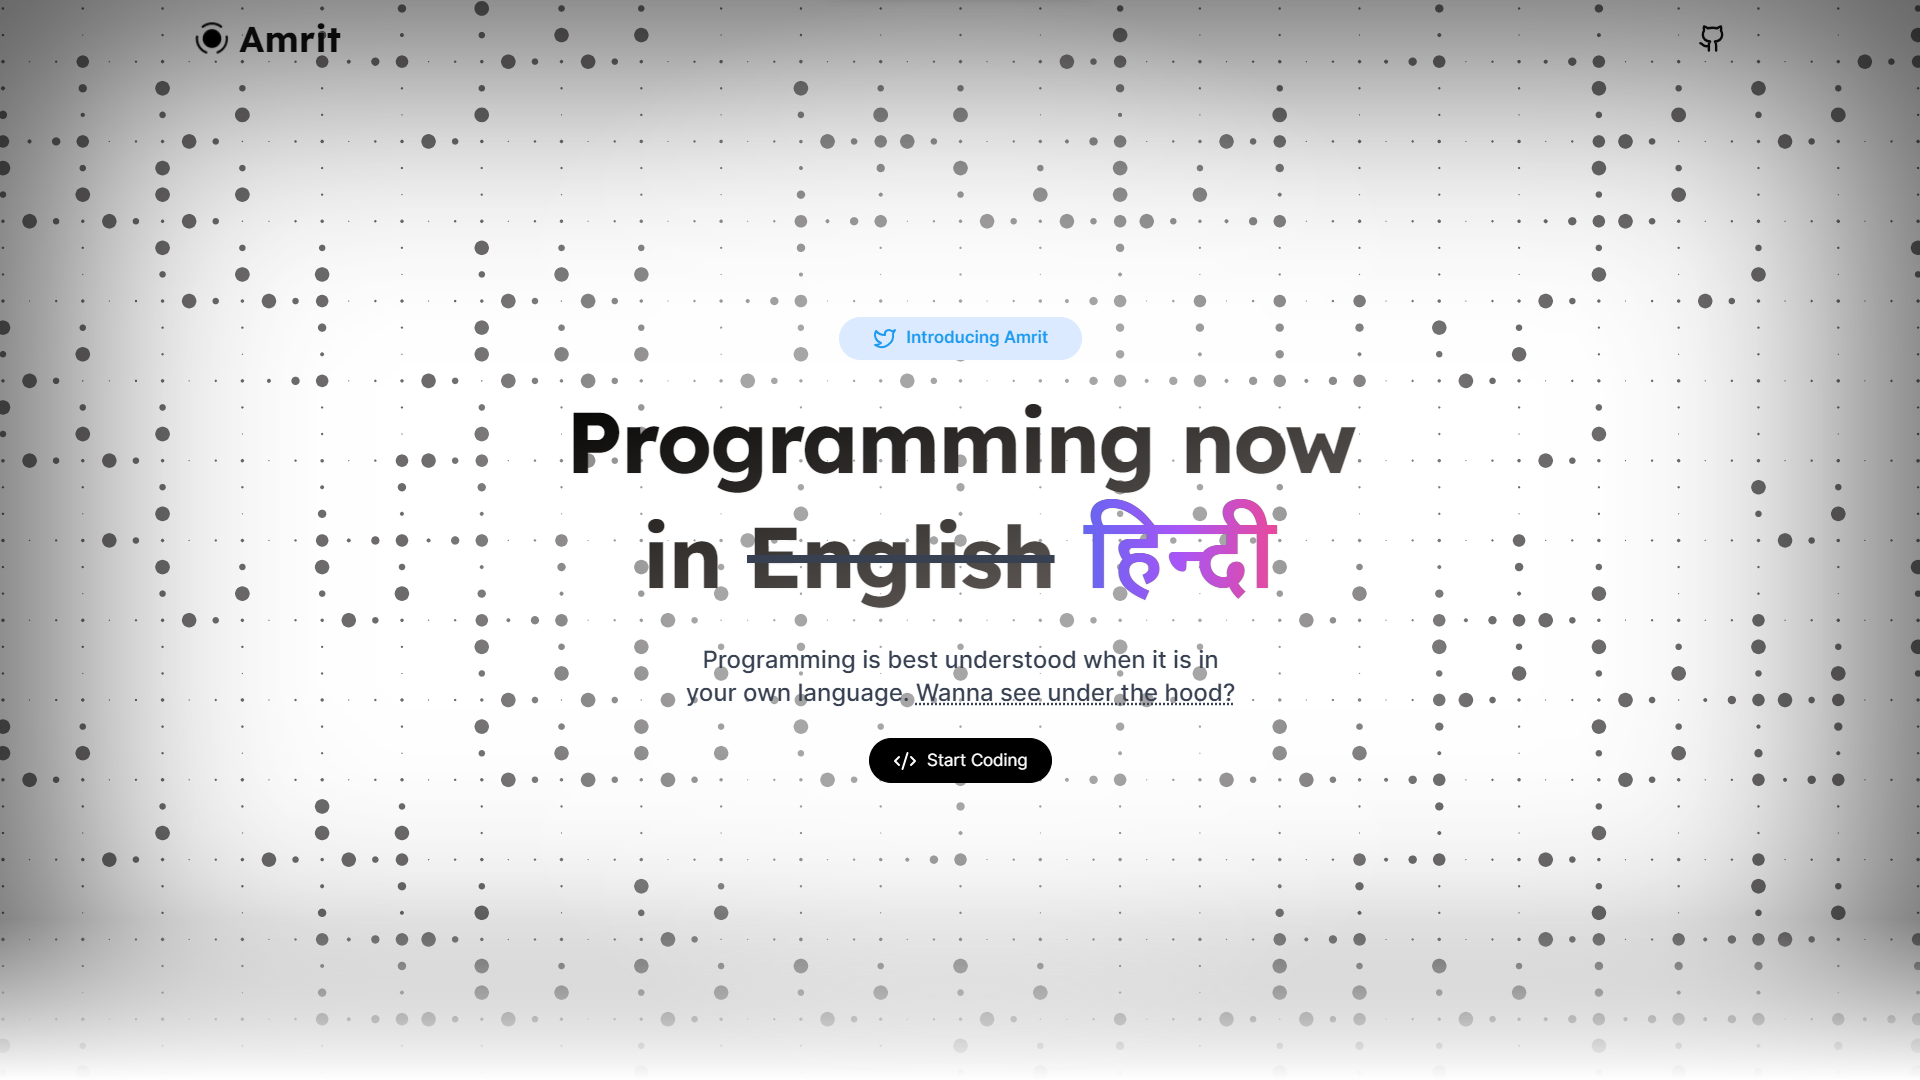 Amrit
Introducing Amrit
Programming now
in English हिन्दी
Programming is best understood when it is in
your own language. Wanna see under the hood?
Start Coding